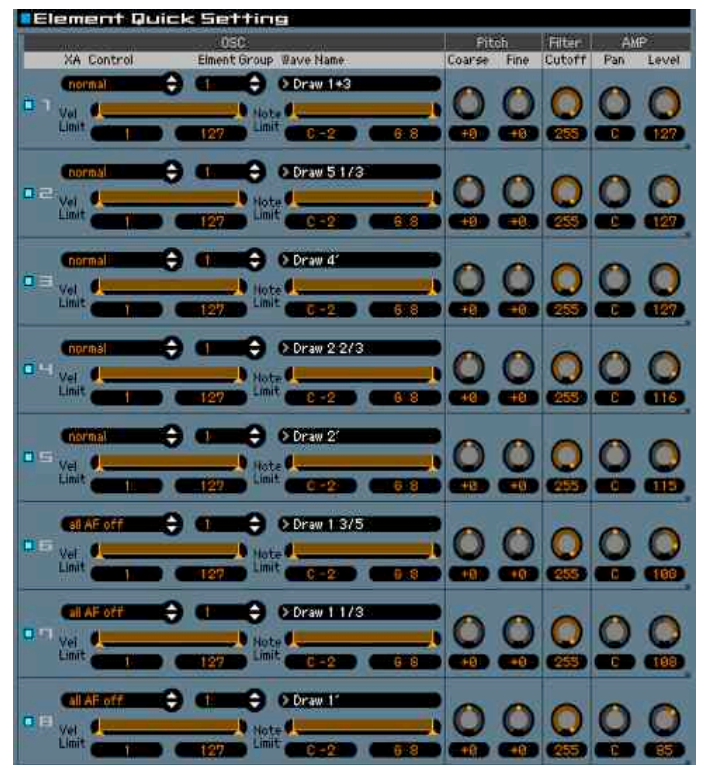 Element Quick Setting
OSC Pitch Filter AMP
XA Control Elment Group Wave Name Coarse Fine Cutoff Pan Level
normal 1 > Draw 1+3
1 Vel Limit Note Limit
1 127 C -2 G 8 +0 +0 255 C 127
normal 1 > Draw 5 1/3
2 Vel Limit Note Limit
1 127 C -2 G 8 +0 +0 255 C 127
normal 1 > Draw 4'
3 Vel Limit Note Limit
1 127 C -2 G 8 +0 +0 255 C 127
normal 1 > Draw 2 2/3
4 Vel Limit Note Limit
1 127 C -2 G 8 +0 +0 255 C 116
normal 1 > Draw 2'
5 Vel Limit Note Limit
1 127 C -2 G 8 +0 +0 255 C 115
all AF off 1 > Draw 1 3/5
6 Vel Limit Note Limit
1 127 C -2 G 8 +0 +0 255 C 108
all AF off 1 > Draw 1 1/3
7 Vel Limit Note Limit
1 127 C -2 G 8 +0 +0 255 C 108
all AF off 1 > Draw 1'
8 Vel Limit Note Limit
1 127 C -2 G 8 +0 +0 255 C 85